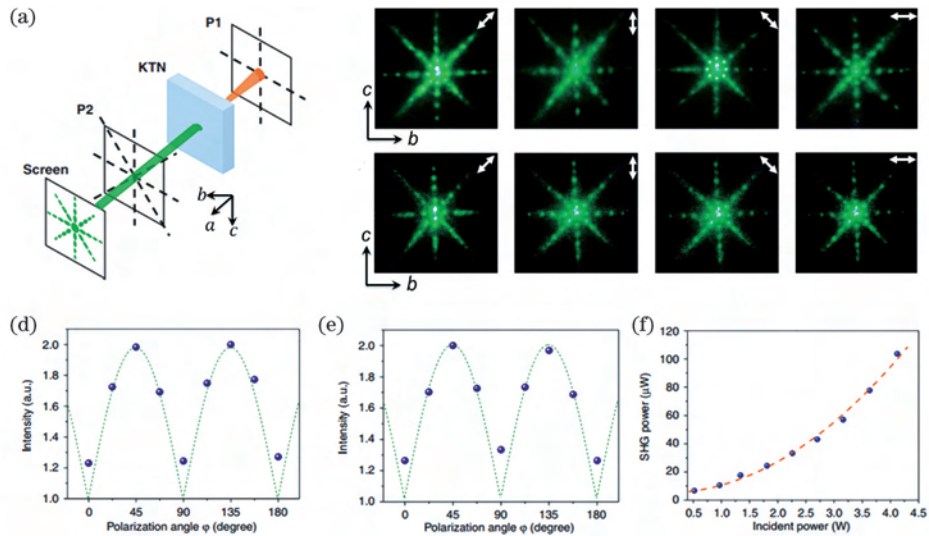 (a)
P1
KTN
P2
Screen
b
a
c
c
b
c
b
(d)
2.0
1.8
1.6
1.4
1.2
1.0
Intensity (a.u.)
0 45 90 135 180
Polarization angle φ (degree)
(e)
2.0
1.8
1.6
1.4
1.2
1.0
Intensity (a.u.)
0 45 90 135 180
Polarization angle φ (degree)
(f)
120
100
80
60
40
20
0
SHG power (μW)
0.5 1.0 1.5 2.0 2.5 3.0 3.5 4.0 4.5
Incident power (W)